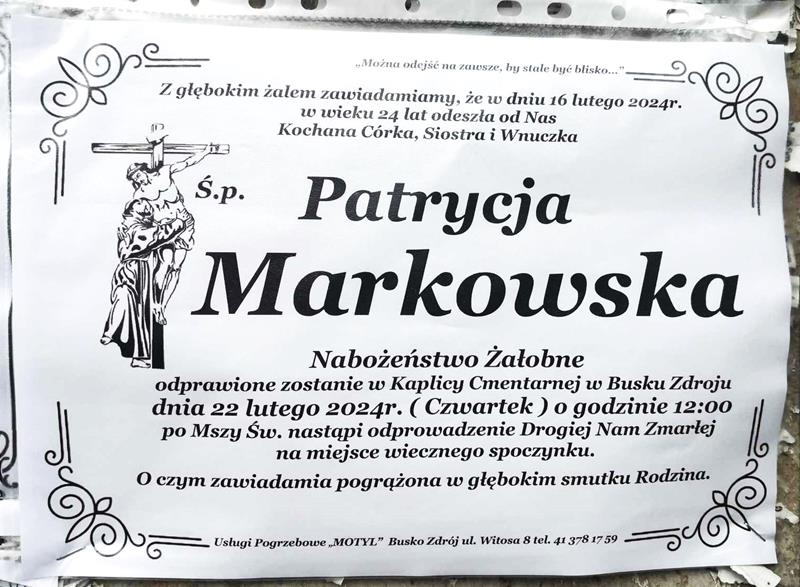 „Można odejść na zawsze, by stale być blisko...”
Z głębokim żalem zawiadamiamy, że w dniu 16 lutego 2024r.
w wieku 24 lat odeszła od Nas
Kochana Córka, Siostra i Wnuczka
Ś.p. Patrycja
Markowska
Nabożeństwo Żałobne
odprawione zostanie w Kaplicy Cmentarnej w Busku Zdroju
dnia 22 lutego 2024r. ( Czwartek ) o godzinie 12:00
po Mszy Św. nastąpi odprowadzenie Drogiej Nam Zmarłej
na miejsce wiecznego spoczynku.
O czym zawiadamia pogrążona w głębokim smutku Rodzina.
Usługi Pogrzebowe „MOTYL” Busko Zdrój ul. Witosa 8 tel. 41 378 17 59